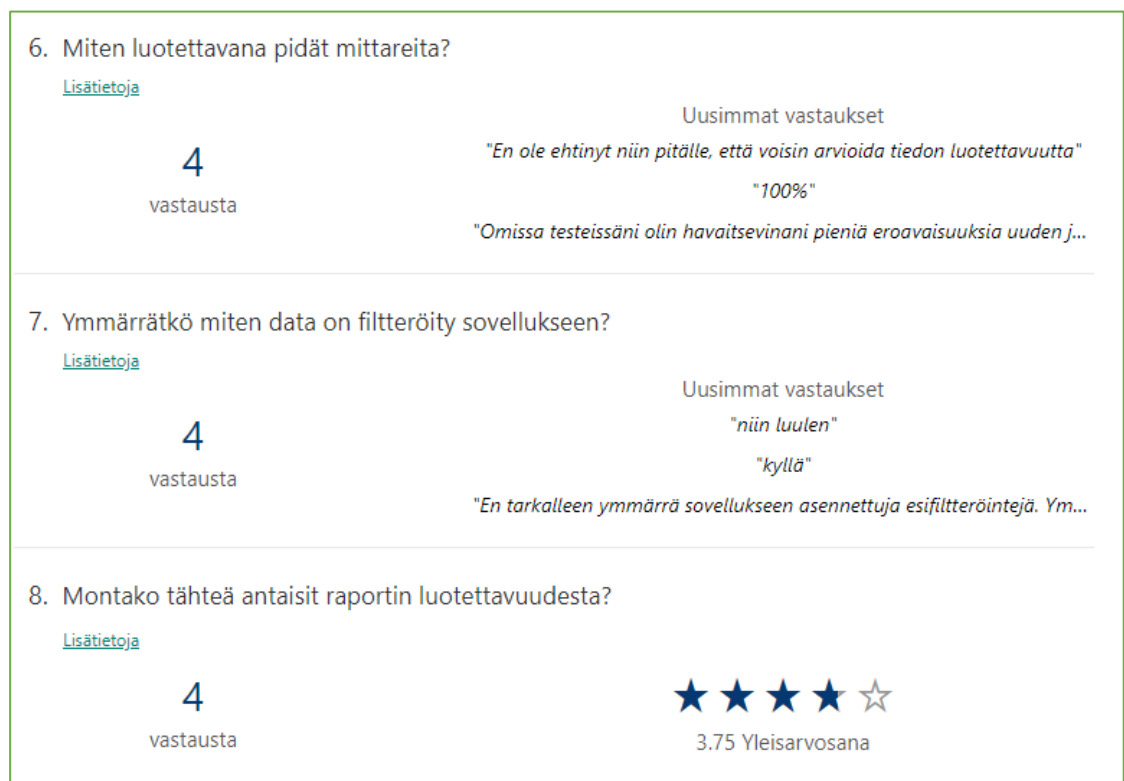 6. Miten luotettavana pidät mittareita?
Lisätietoja
4
vastausta
Uusimmat vastaukset
"En ole ehtinyt niin pitälle, että voisin arvioida tiedon luotettavuutta"
"100%"
"Omissa testeissäni olin havaitsevinani pieniä eroavaisuuksia uuden j...
7. Ymmärrätkö miten data on filtteröity sovellukseen?
Lisätietoja
4
vastausta
Uusimmat vastaukset
"niin luulen"
"kyllä"
"En tarkalleen ymmärrä sovellukseen asennettuja esifiltteröintejä. Ym...
8. Montako tähteä antaisit raportin luotettavuudesta?
Lisätietoja
4
vastausta
3.75 Yleisarvosana